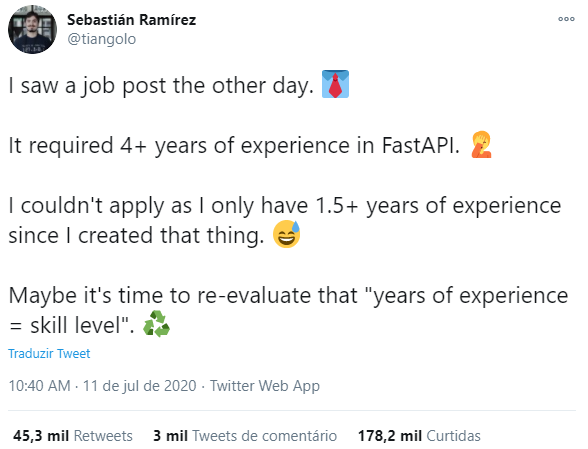 Sebastián Ramírez
@tiangolo
I saw a job post the other day. 👔
It required 4+ years of experience in FastAPI. 🤦
I couldn't apply as I only have 1.5+ years of experience
since I created that thing. 😅
Maybe it's time to re-evaluate that "years of experience
= skill level". ♻
Traduzir Tweet
10:40 AM · 11 de jul de 2020 · Twitter Web App
45,3 mil Retweets 3 mil Tweets de comentário 178,2 mil Curtidas